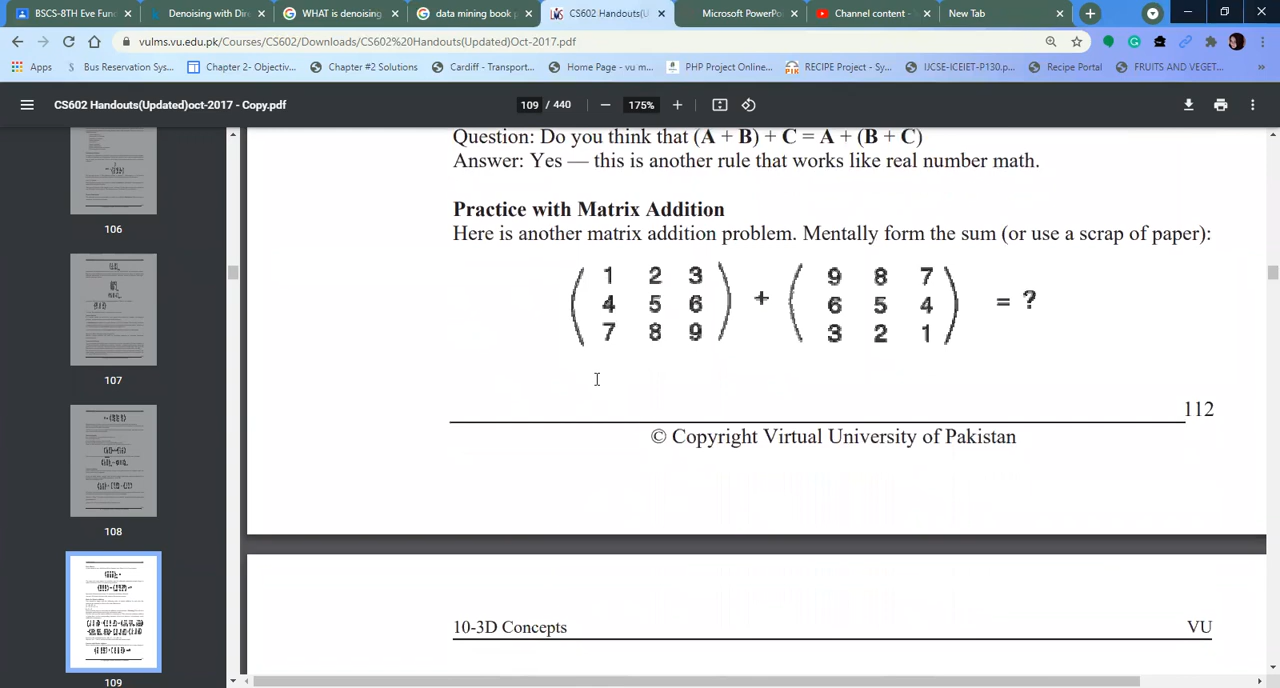 BSCS-8TH Eve Fun
Denoising with Dire
WHAT is denoising
data mining book p
CS602 Handouts(U
Microsoft PowerPo
Channel content -
New Tab
vulms.vu.edu.pk/Courses/CS602/Downloads/CS602%20Handouts(Updated)Oct-2017.pdf
Apps
Bus Reservation Sys...
Chapter 2- Objectiv...
Chapter #2 Solutions
Cardiff - Transport...
Home Page - vu m...
PHP Project Online...
RECIPE Project - Sy...
IJCSE-ICEIET-P130.p...
Recipe Portal
FRUITS AND VEGET...
CS602 Handouts(Updated)oct-2017 - Copy.pdf
109 / 440
175%
106
107
108
109
Question: Do you think that (A + B) + C = A + (B + C)
Answer: Yes — this is another rule that works like real number math.
Practice with Matrix Addition
Here is another matrix addition problem. Mentally form the sum (or use a scrap of paper):
1 2 3 9 8 7
4 5 6 + 6 5 4 = ?
7 8 9 3 2 1
112
© Copyright Virtual University of Pakistan
10-3D Concepts VU